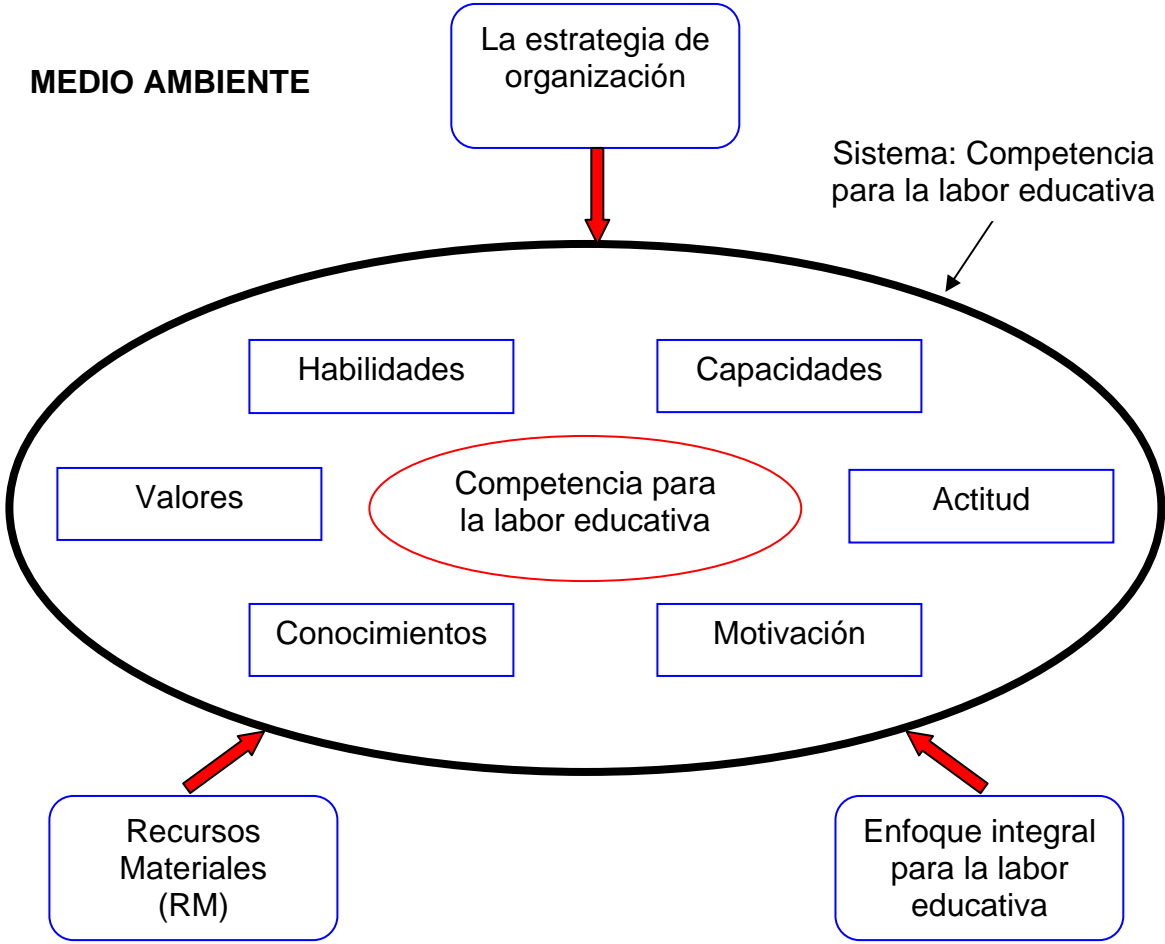 La estrategia de
organización
MEDIO AMBIENTE
Sistema: Competencia
para la labor educativa
Habilidades
Capacidades
Valores
Competencia para
la labor educativa
Actitud
Conocimientos
Motivación
Recursos
Materiales
(RM)
Enfoque integral
para la labor
educativa